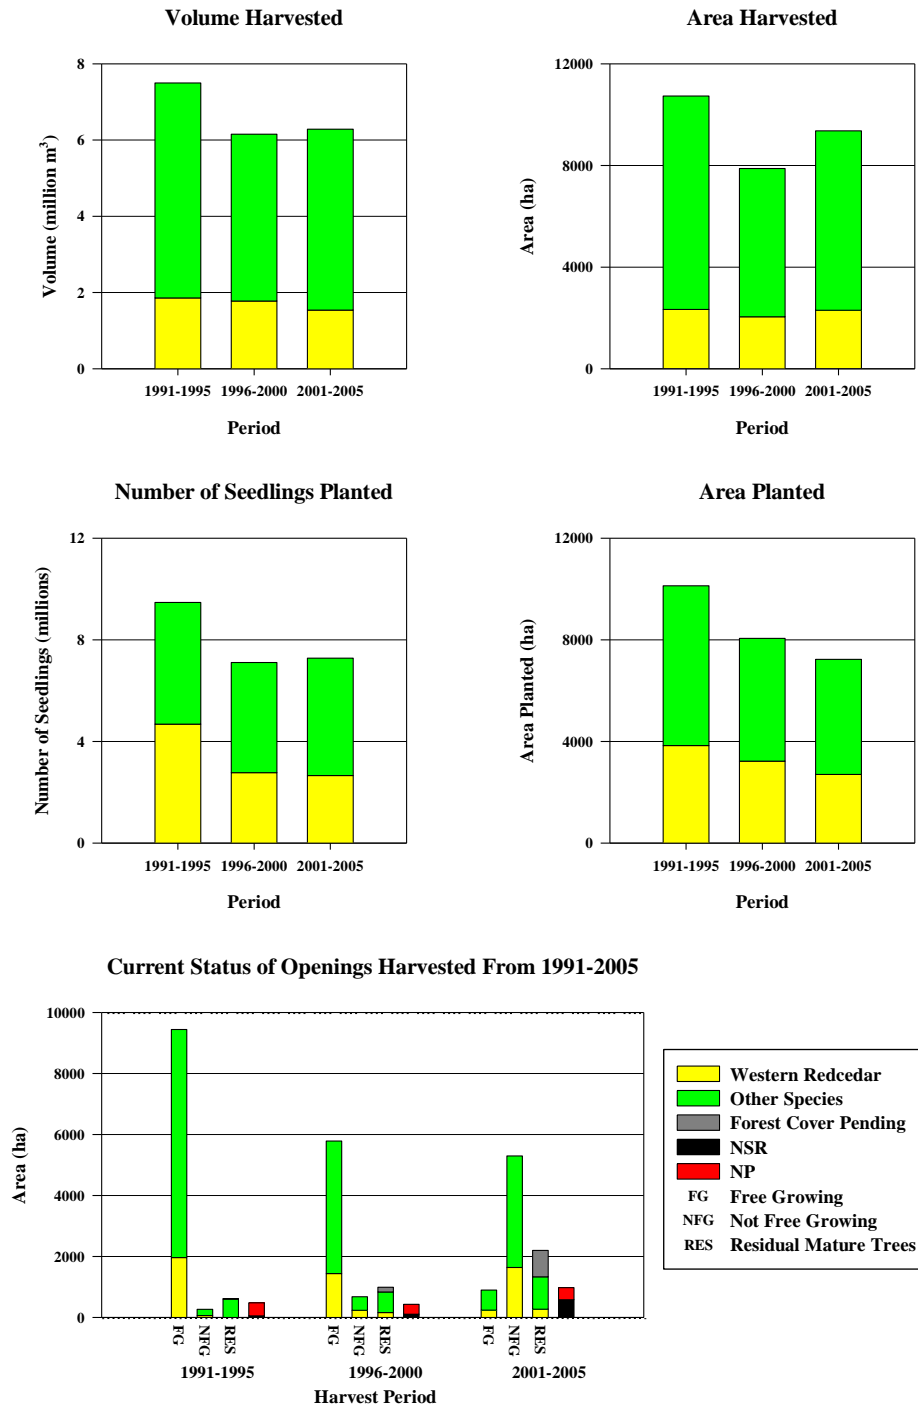 Volume Harvested
8
6
4
2
0
Volume (million m³)
1991-1995 1996-2000 2001-2005
Period
Area Harvested
12000
8000
4000
0
Area (ha)
1991-1995 1996-2000 2001-2005
Period
Number of Seedlings Planted
12
8
4
0
Number of Seedlings (millions)
1991-1995 1996-2000 2001-2005
Period
Area Planted
12000
8000
4000
0
Area Planted (ha)
1991-1995 1996-2000 2001-2005
Period
Current Status of Openings Harvested From 1991-2005
10000
8000
6000
4000
2000
0
Area (ha)
FG NFG RES FG NFG RES FG NFG RES
1991-1995 1996-2000 2001-2005
Harvest Period
Western Redcedar
Other Species
Forest Cover Pending
NSR
NP
FG Free Growing
NFG Not Free Growing
RES Residual Mature Trees